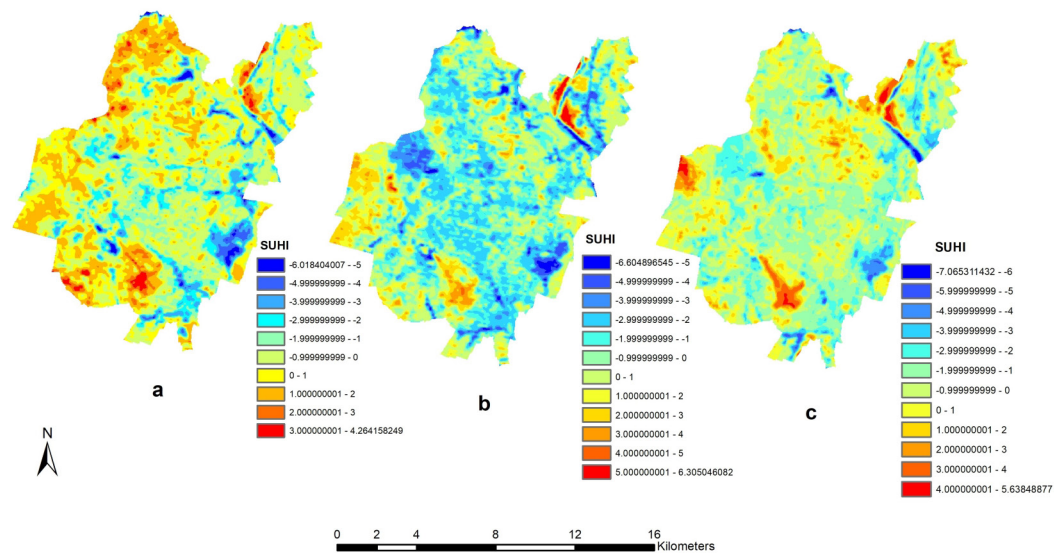 SUHI
-6.018404007 - -5
-4.999999999 - -4
-3.999999999 - -3
-2.999999999 - -2
-1.999999999 - -1
-0.999999999 - 0
0 - 1
1.000000001 - 2
2.000000001 - 3
3.000000001 - 4.264158249
a
SUHI
-6.604896545 - -5
-4.999999999 - -4
-3.999999999 - -3
-2.999999999 - -2
-1.999999999 - -1
-0.999999999 - 0
0 - 1
1.000000001 - 2
2.000000001 - 3
3.000000001 - 4
4.000000001 - 5
5.000000001 - 6.305046082
b
SUHI
-7.065311432 - -6
-5.999999999 - -5
-4.999999999 - -4
-3.999999999 - -3
-2.999999999 - -2
-1.999999999 - -1
-0.999999999 - 0
0 - 1
1.000000001 - 2
2.000000001 - 3
3.000000001 - 4
4.000000001 - 5.63848877
c
N
0 2 4 8 12 16
Kilometers